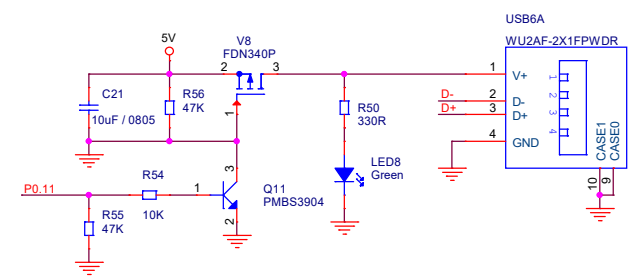 USB6A
WU2AF-2X1FPWDR
5V
V8
FDN340P
2
3
1
C21
10uF / 0805
R56
47K
R50
330R
LED8
Green
1
2
3
4
D-
D+
V+
D-
D+
GND
1
2
3
4
CASE1
CASE0
10
9
P0.11
R54
10K
R55
47K
1
3
2
Q11
PMBS3904